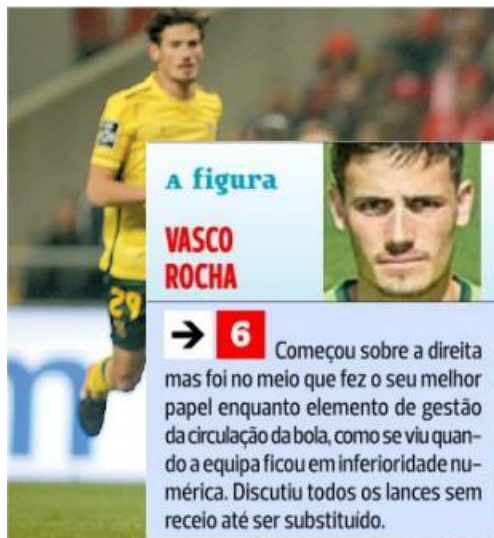 29
A figura
VASCO
ROCHA
→ 6 Começou sobre a direita
mas foi no meio que fez o seu melhor
papel enquanto elemento de gestão
da circulação da bola, como se viu quan-
do a equipa ficou em inferioridade nu-
mérica. Discutiu todos os lances sem
receio até ser substituído.